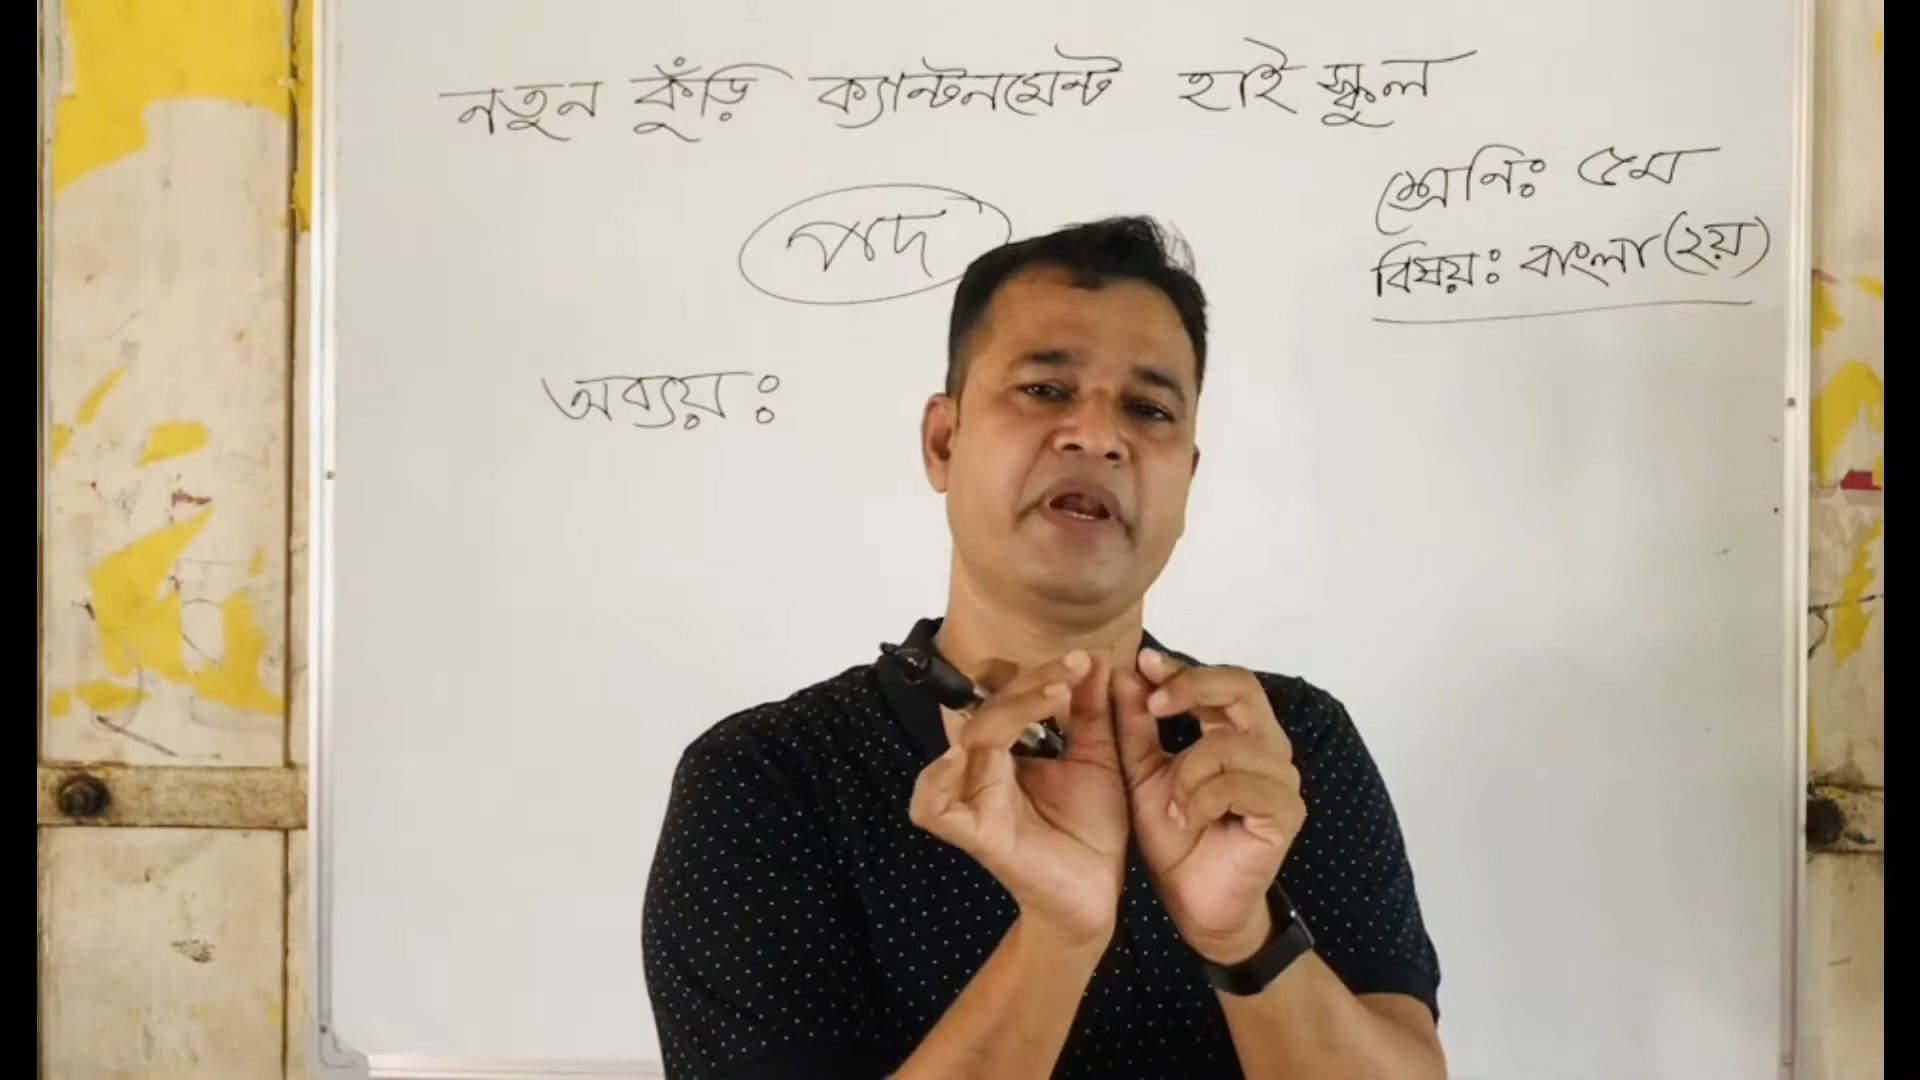 নতুন কুঁড়ি ক্যান্টনমেন্ট হাই স্কুল
শ্রেনিঃ ৫ম
পদ
বিষয়ঃ বাংলা (২য়)
অব্যয়ঃ